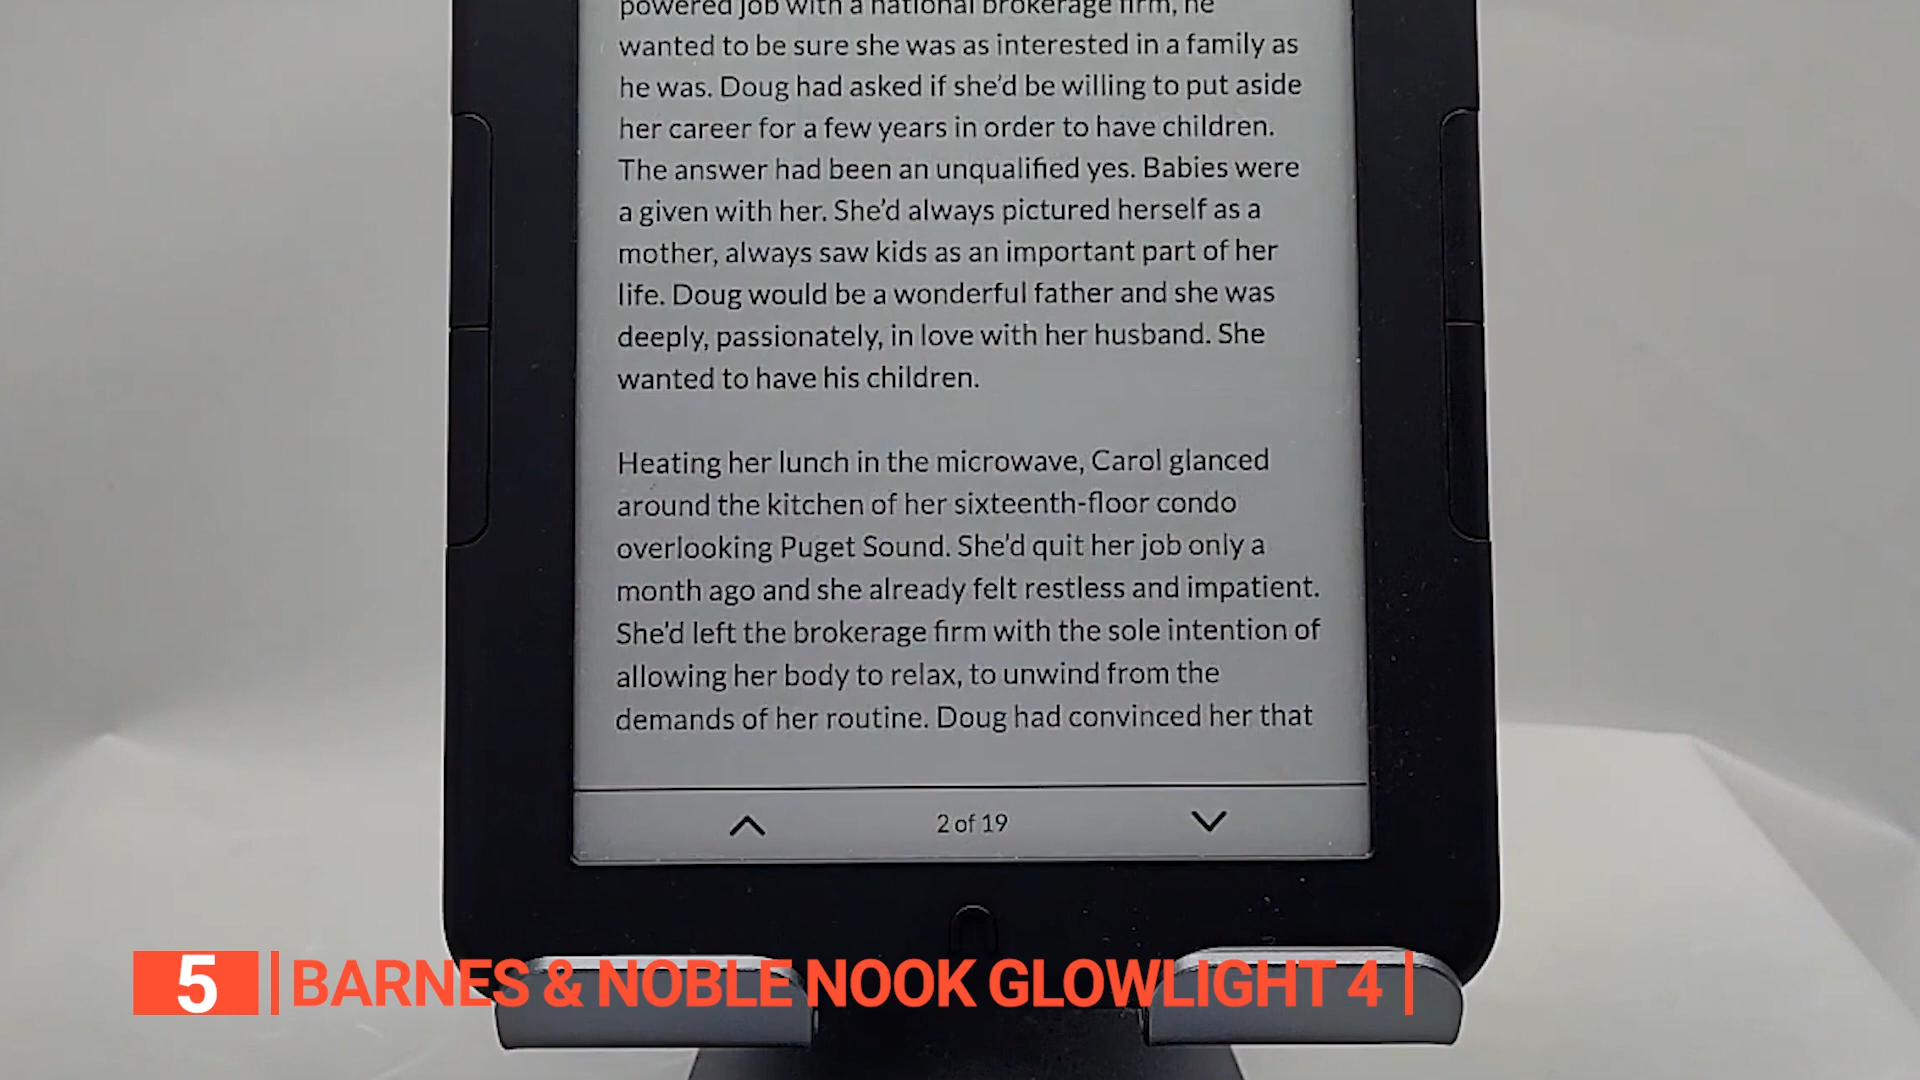 powered job with a national brokerage firm, he
wanted to be sure she was as interested in a family as
he was. Doug had asked if she'd be willing to put aside
her career for a few years in order to have children.
The answer had been an unqualified yes. Babies were
a given with her. She'd always pictured herself as a
mother, always saw kids as an important part of her
life. Doug would be a wonderful father and she was
deeply, passionately, in love with her husband. She
wanted to have his children.
Heating her lunch in the microwave, Carol glanced
around the kitchen of her sixteenth-floor condo
overlooking Puget Sound. She'd quit her job only a
month ago and she already felt restless and impatient.
She'd left the brokerage firm with the sole intention of
allowing her body to relax, to unwind from the
demands of her routine. Doug had convinced her that
2 of 19
5 BARNES & NOBLE NOOK GLOWLIGHT 4